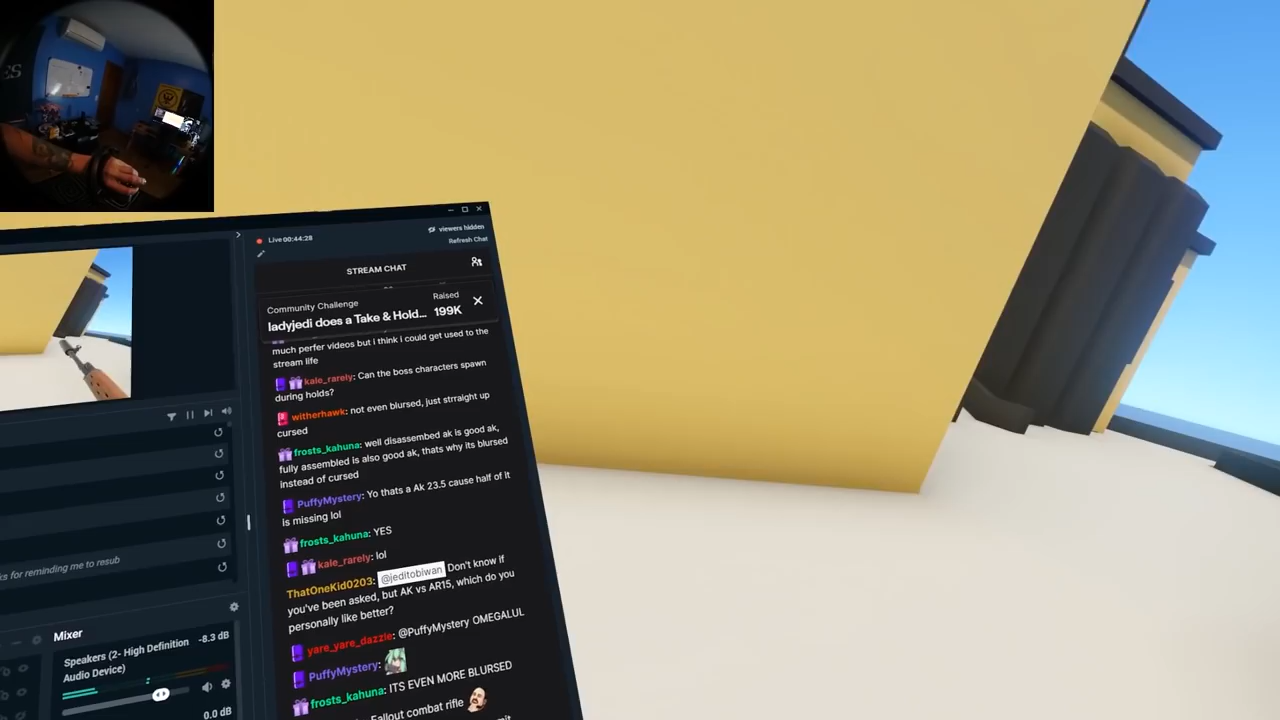 ES
Live 00:44:28
viewers hidden
Refresh Chat
STREAM CHAT
Community Challenge
Raised
ladyjedi does a Take & Hold...
199K
much perfer videos but i think i could get used to the
stream life
kale_rarely: Can the boss characters spawn
during holds?
witherhawk: not even blursed, just strraight up
cursed
frosts_kahuna: well disassembled ak is good ak,
fully assembled is also good ak, thats why its blursed
instead of cursed
PuffyMystery: Yo thats a Ak 23.5 cause half of it
is missing lol
frosts_kahuna: YES
kale_rarely: lol
ThatOneKid0203: @jeditobiwan Don't know if
you've been asked, but AK vs AR15, which do you
personally like better?
yare_yare_dazzle: @PuffyMystery OMEGALUL
PuffyMystery:
frosts_kahuna: ITS EVEN MORE BLURSED
Fallout combat rifle
ks for reminding me to resub
Mixer
Speakers (2- High Definition
Audio Device)
-8.3 dB
0.0 dB